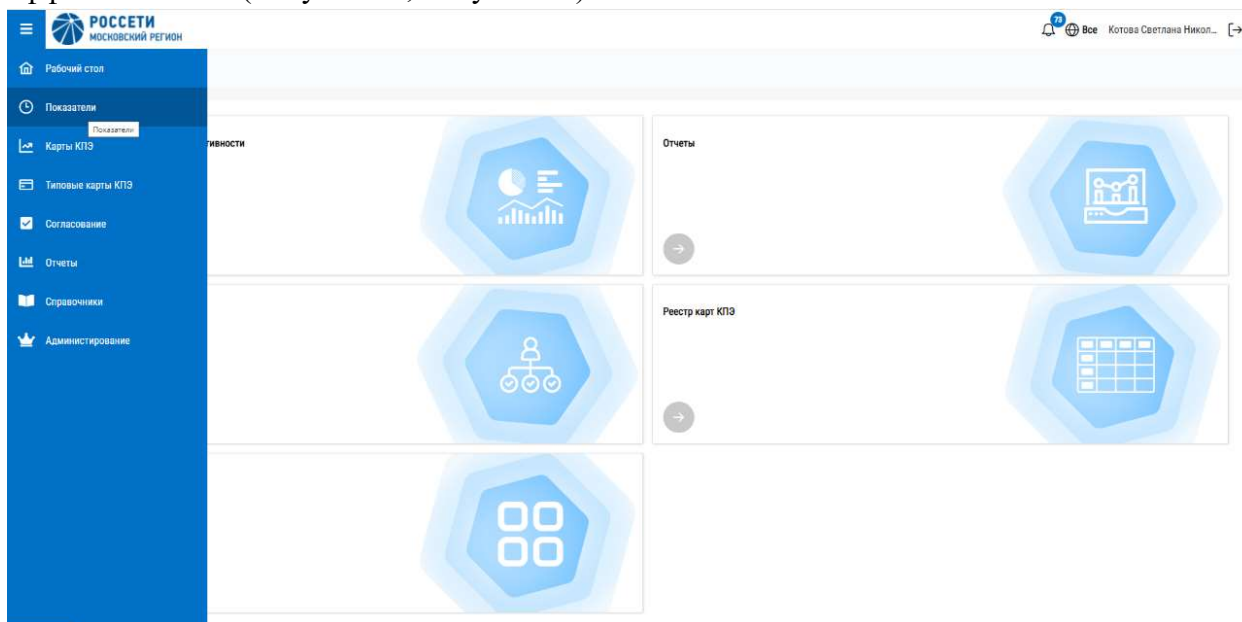 РОССЕТИ
МОСКОВСКИЙ РЕГИОН
73
Все
Котова Светлана Никол...
Рабочий стол
Показатели
Показатели
Карты КПЭ
Типовые карты КПЭ
Согласование
Отчеты
Справочники
Администрирование
тивности
Отчеты
Реестр карт КПЭ